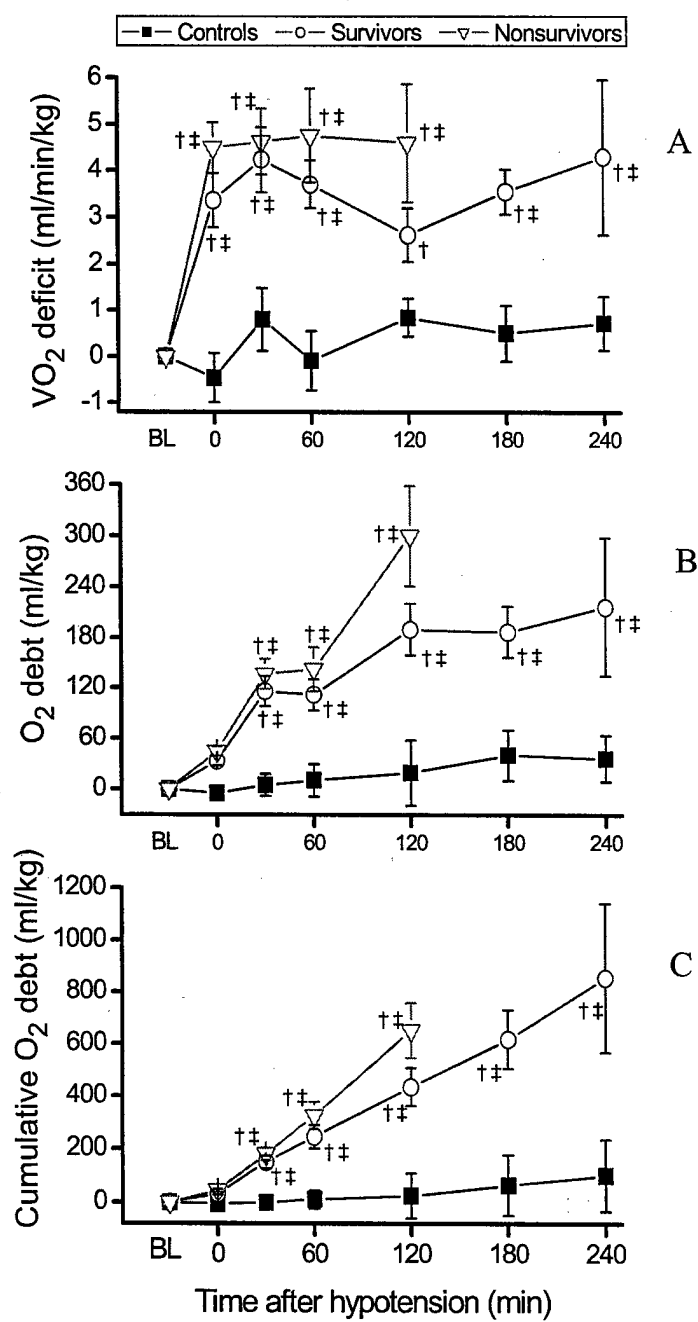 Controls Survivors Nonsurvivors
A
VO2 deficit (ml/min/kg)
6
5
4
3
2
1
0
-1
†‡ †‡ †‡ †‡
†‡ †‡ †‡ † †‡ †‡
BL 0 60 120 180 240
B
O2 debt (ml/kg)
360
300
240
180
120
60
0
†‡ †‡ †‡
†‡ †‡ †‡ †‡ †‡
BL 0 60 120 180 240
C
Cumulative O2 debt (ml/kg)
1200
1000
800
600
400
200
0
†‡ †‡ †‡
†‡ †‡ †‡ †‡ †‡
BL 0 60 120 180 240
Time after hypotension (min)